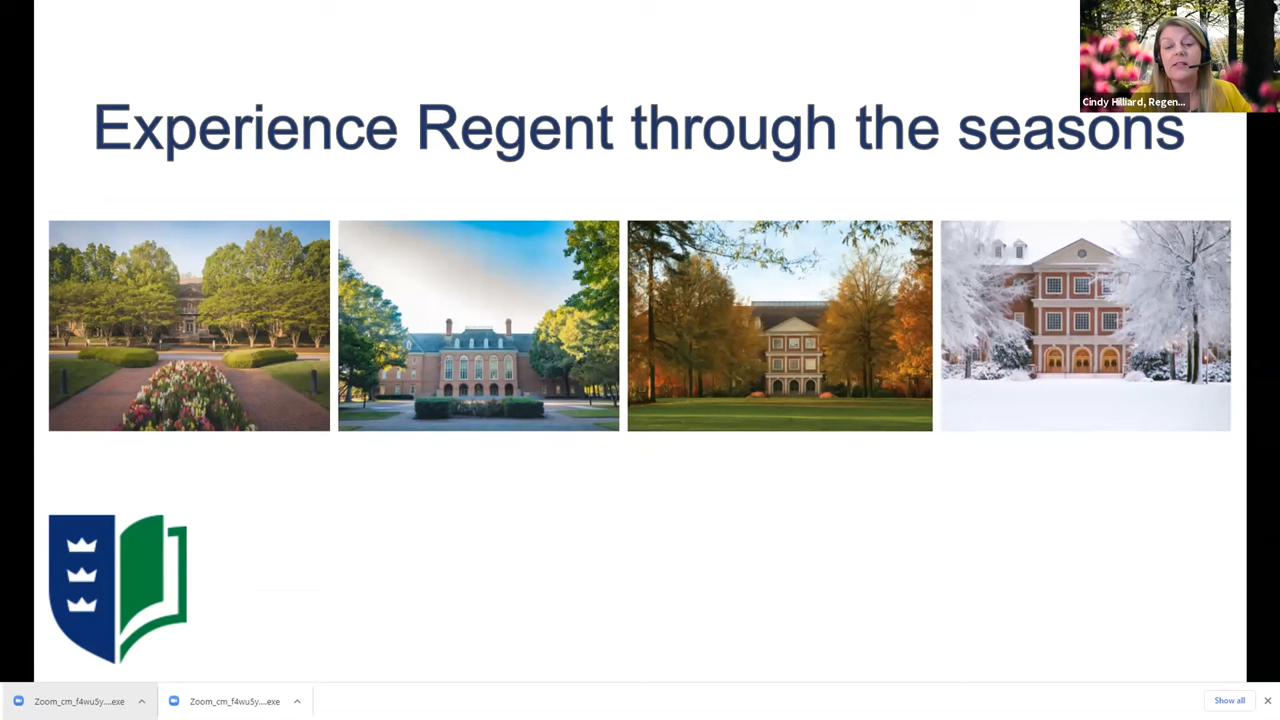 Cindy Hilliard, Regen...
Experience Regent through the seasons
Zoom_cm_f4wu5y....exe
Zoom_cm_f4wu5y....exe
Show all